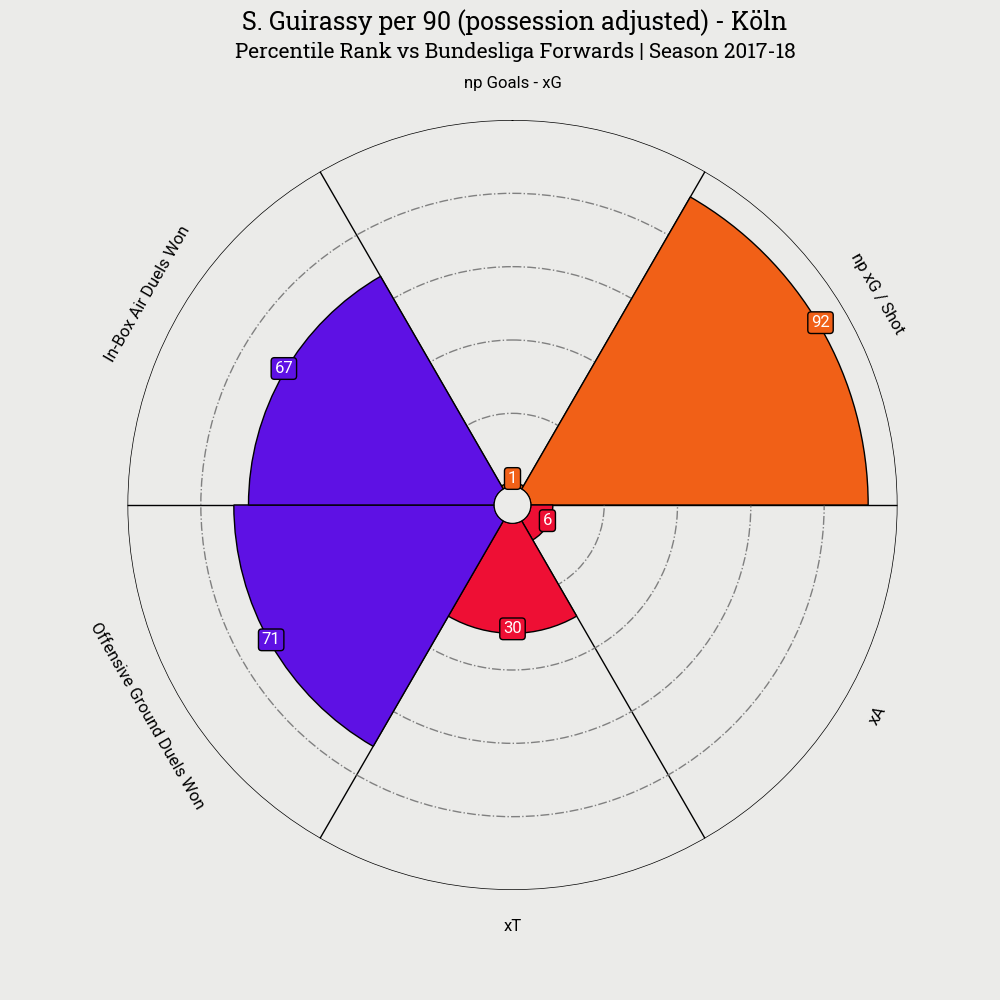 S. Guirassy per 90 (possession adjusted) - Köln
Percentile Rank vs Bundesliga Forwards | Season 2017-18
np Goals - xG
In-Box Air Duels Won
np xG / Shot
92
67
1
6
30
71
Offensive Ground Duels Won
xA
xT